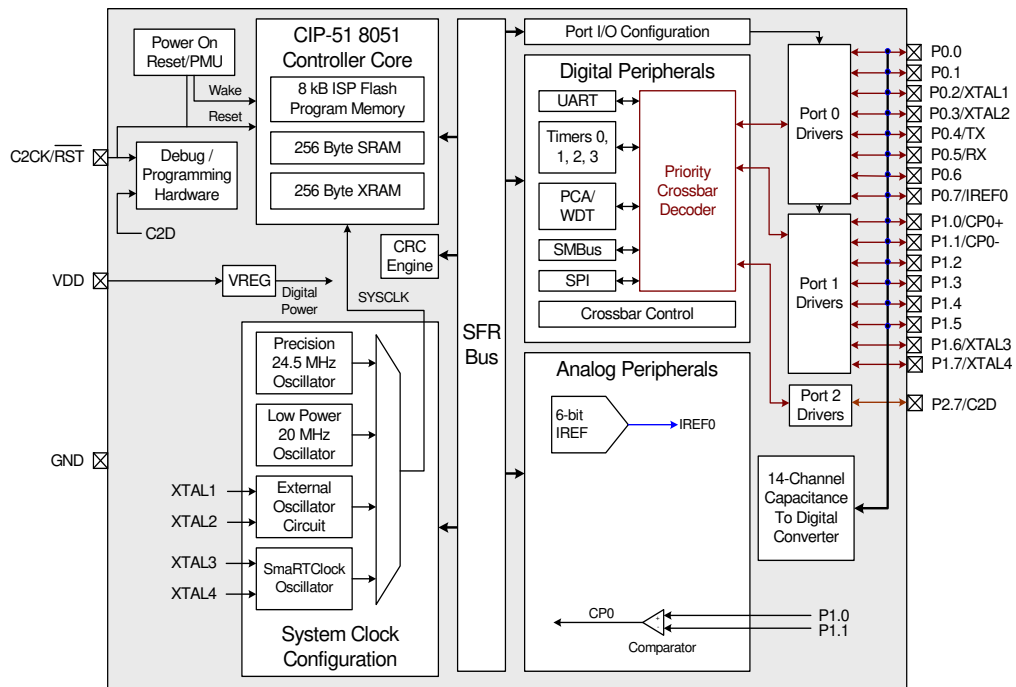 Power On
Reset/PMU
Wake
Reset
C2CK/RST
Debug /
Programming
Hardware
C2D
VDD
VREG
Digital
Power
GND
CIP-51 8051
Controller Core
8 kB ISP Flash
Program Memory
256 Byte SRAM
256 Byte XRAM
CRC
Engine
SYSCLK
Precision
24.5 MHz
Oscillator
Low Power
20 MHz
Oscillator
XTAL1
XTAL2
External
Oscillator
Circuit
XTAL3
XTAL4
SmaRTClock
Oscillator
System Clock
Configuration
SFR
Bus
Port I/O Configuration
Digital Peripherals
UART
Timers 0,
1, 2, 3
PCA/
WDT
SMBus
SPI
Priority
Crossbar
Decoder
Crossbar Control
Analog Peripherals
6-bit
IREF
IREF0
CP0
+
-
Comparator
P1.0
P1.1
Port 0
Drivers
Port 1
Drivers
Port 2
Drivers
14-Channel
Capacitance
To Digital
Converter
P0.0
P0.1
P0.2/XTAL1
P0.3/XTAL2
P0.4/TX
P0.5/RX
P0.6
P0.7/IREF0
P1.0/CP0+
P1.1/CP0-
P1.2
P1.3
P1.4
P1.5
P1.6/XTAL3
P1.7/XTAL4
P2.7/C2D